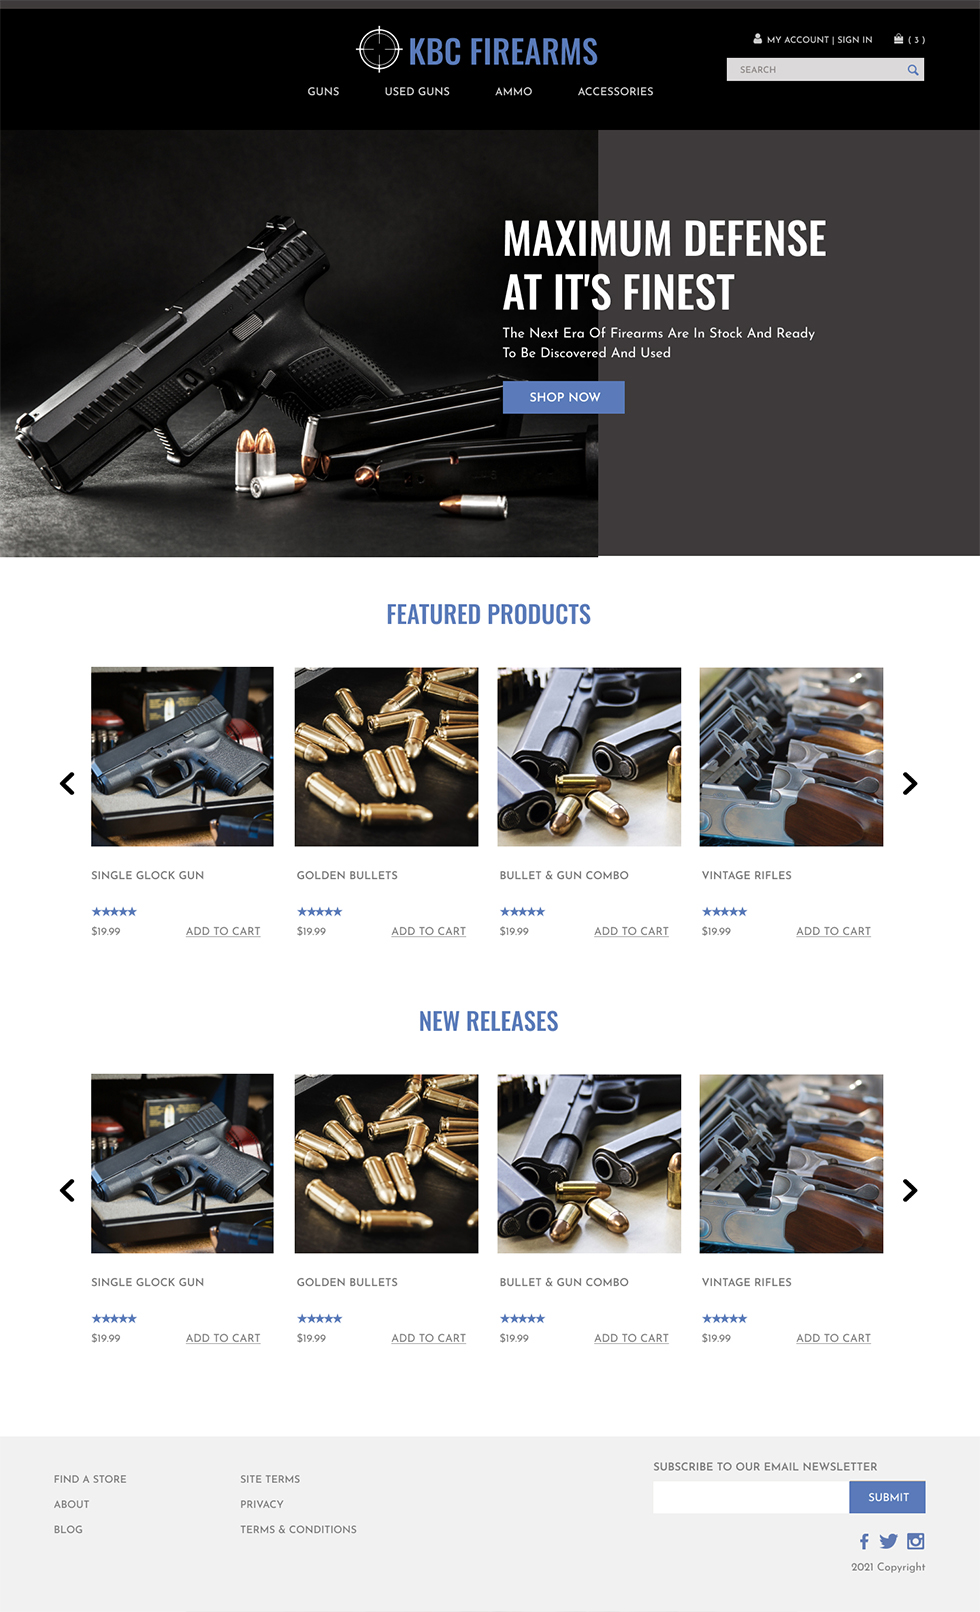 KBC FIREARMS
MY ACCOUNT | SIGN IN
( 3 )
SEARCH
GUNS
USED GUNS
AMMO
ACCESSORIES
MAXIMUM DEFENSE
AT IT'S FINEST
The Next Era Of Firearms Are In Stock And Ready
To Be Discovered And Used
SHOP NOW
FEATURED PRODUCTS
SINGLE GLOCK GUN
GOLDEN BULLETS
BULLET & GUN COMBO
VINTAGE RIFLES
$19.99
ADD TO CART
$19.99
ADD TO CART
$19.99
ADD TO CART
$19.99
ADD TO CART
NEW RELEASES
SINGLE GLOCK GUN
GOLDEN BULLETS
BULLET & GUN COMBO
VINTAGE RIFLES
$19.99
ADD TO CART
$19.99
ADD TO CART
$19.99
ADD TO CART
$19.99
ADD TO CART
FIND A STORE
ABOUT
BLOG
SITE TERMS
PRIVACY
TERMS & CONDITIONS
SUBSCRIBE TO OUR EMAIL NEWSLETTER
SUBMIT
2021 Copyright